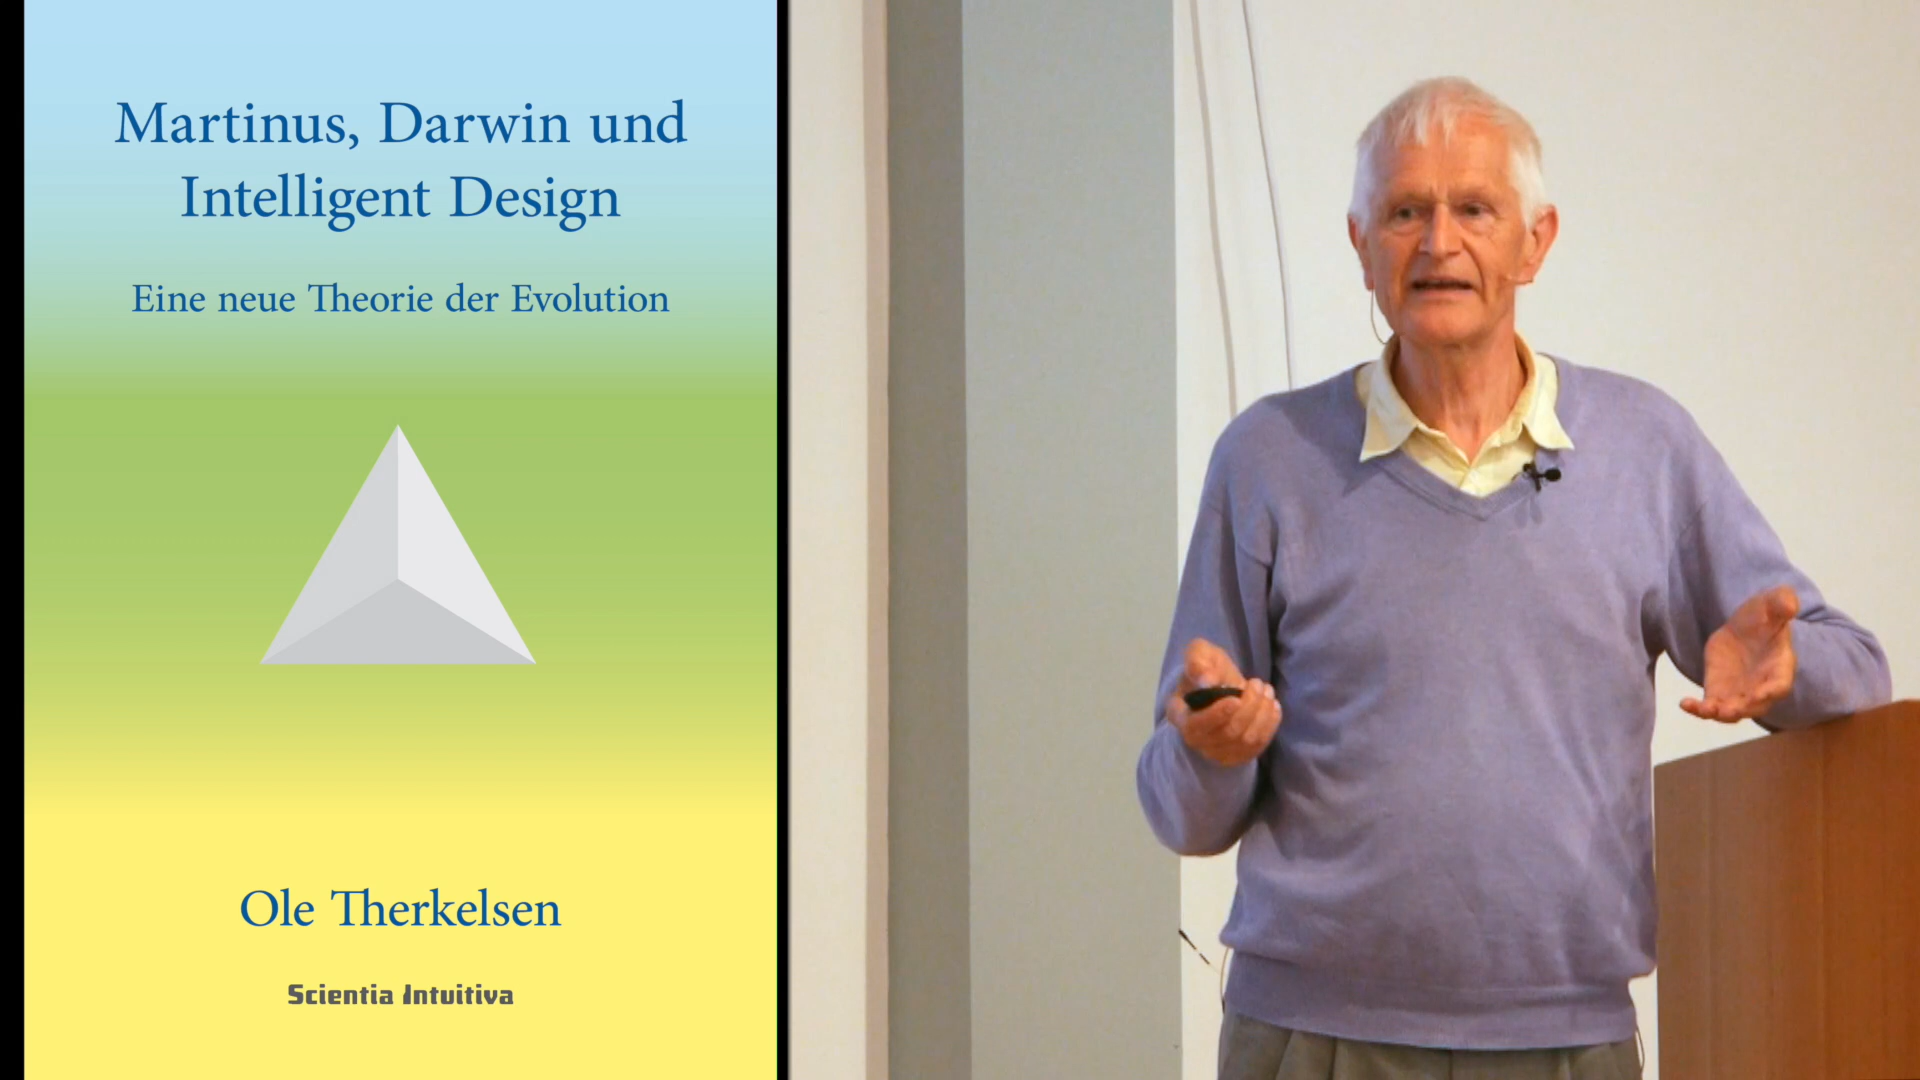 Martinus, Darwin und
Intelligent Design
Eine neue Theorie der Evolution
Ole Therkelsen
Scientia Intuitiva